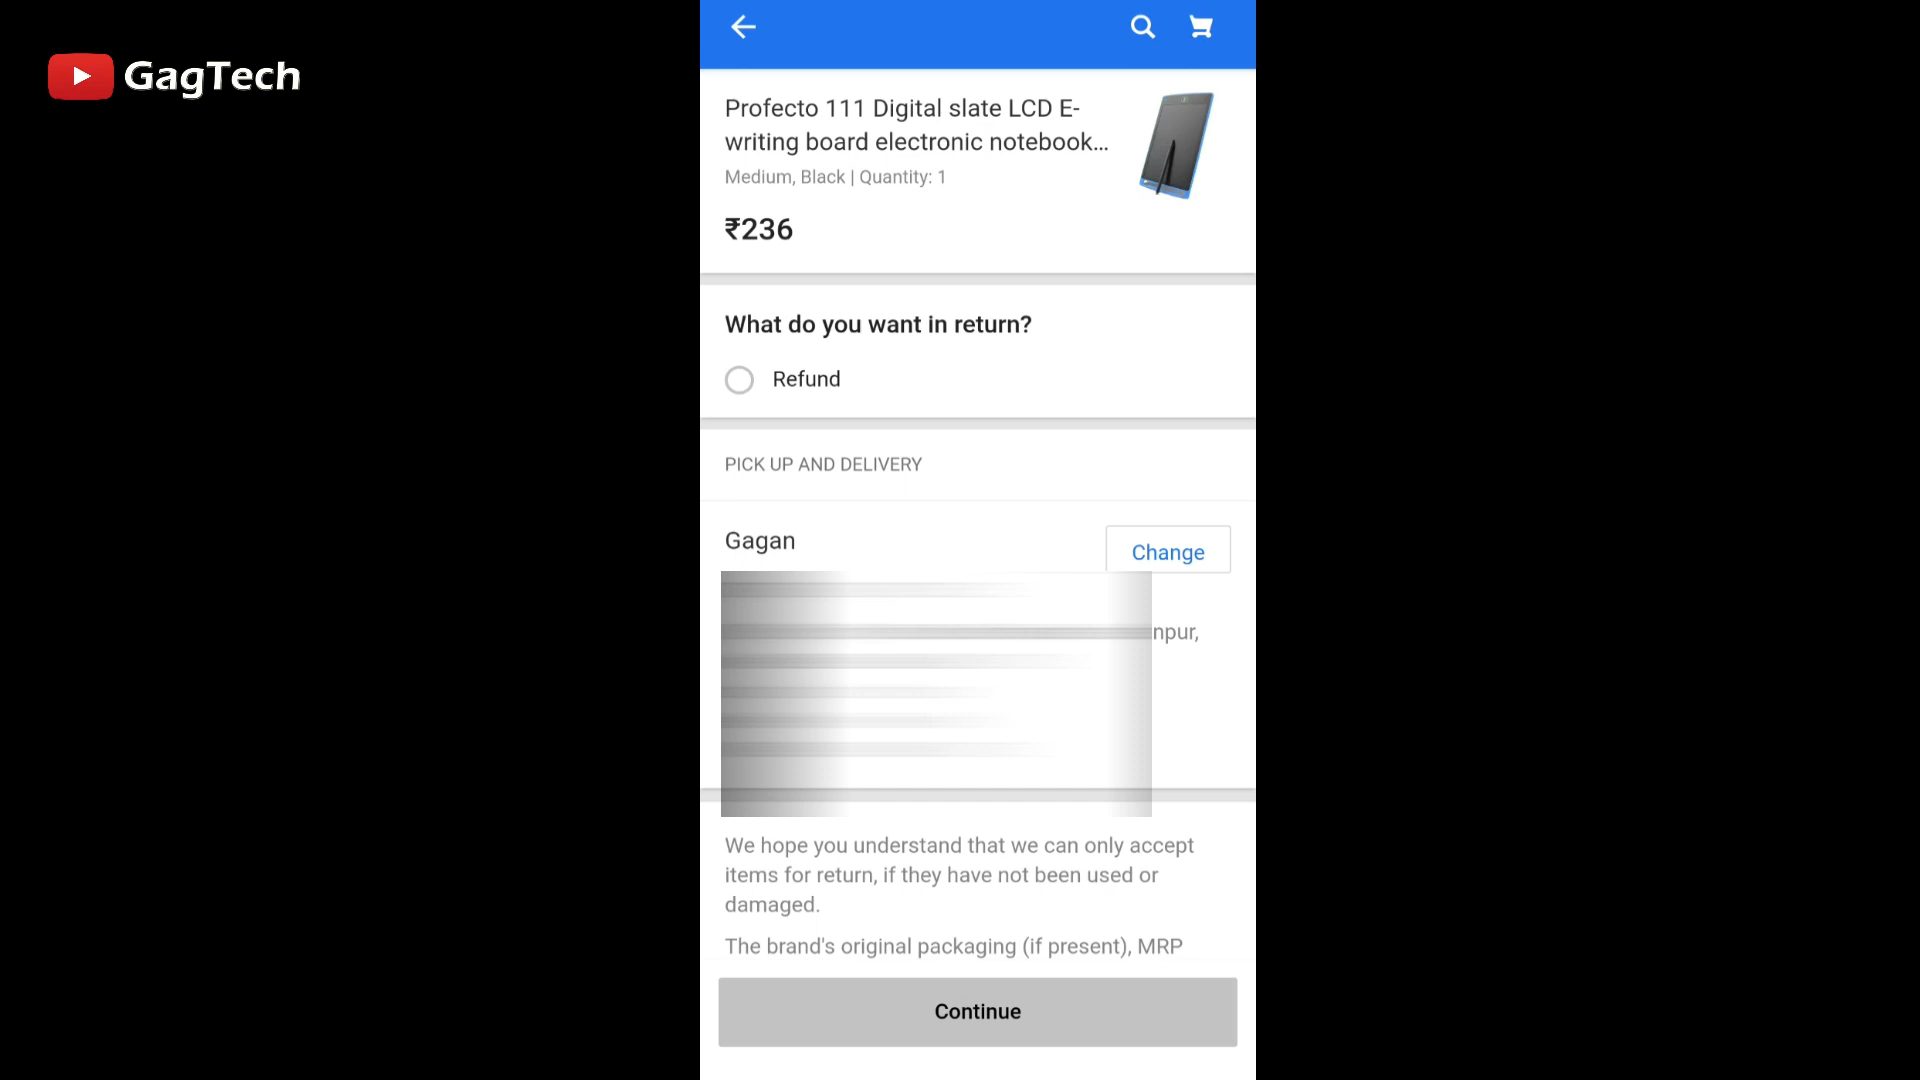 GagTech
Profecto 111 Digital slate LCD E-
writing board electronic notebook...
Medium, Black | Quantity: 1
₹236
What do you want in return?
Refund
PICK UP AND DELIVERY
Gagan
Change
npur,
We hope you understand that we can only accept
items for return, if they have not been used or
damaged.
The brand's original packaging (if present), MRP
Continue